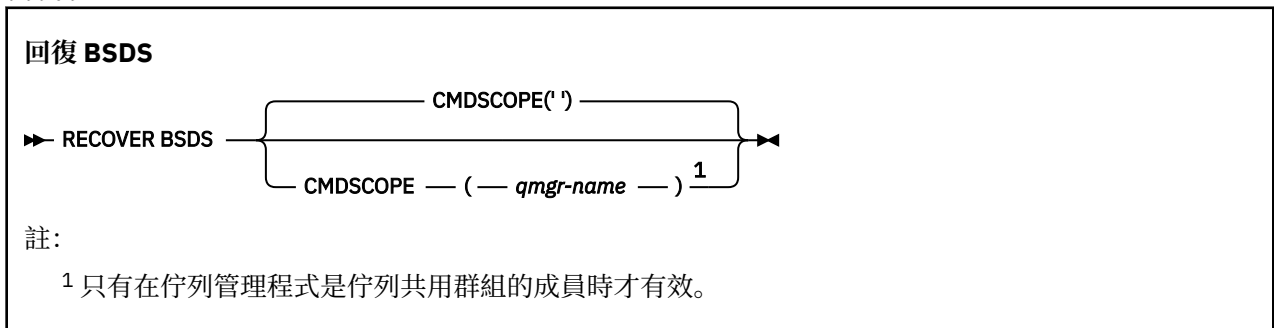 回復 BSDS
CMDSCOPE(' ')
RECOVER BSDS
CMDSCOPE ( qmgr-name ) 1
註：
1 只有在佇列管理程式是佇列共用群組的成員時才有效。